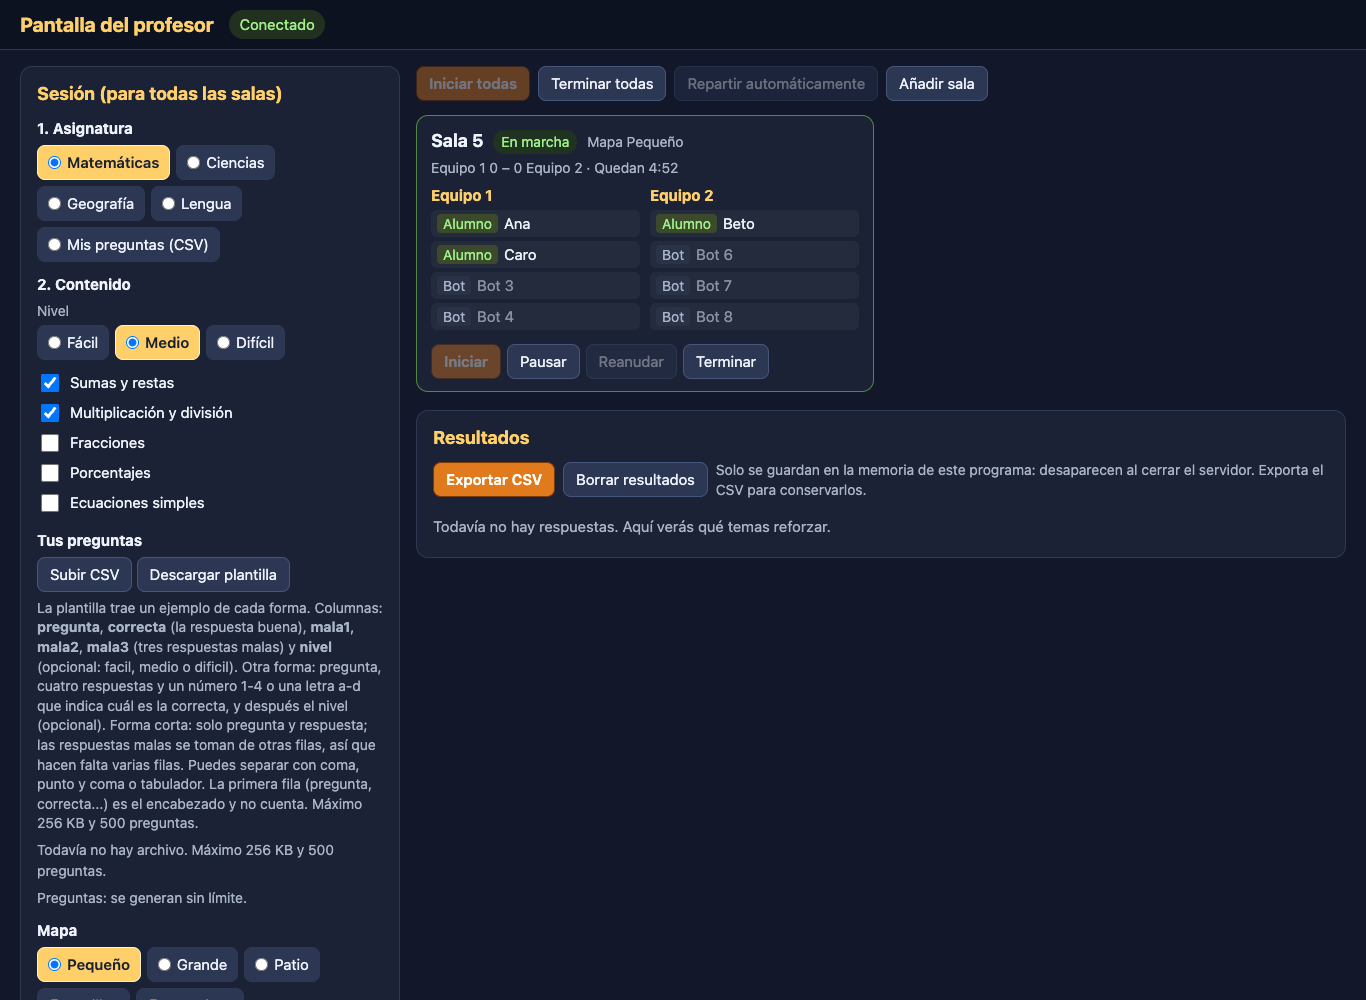 Pantalla del profesor
Conectado
Sesión (para todas las salas)
1. Asignatura
Matemáticas
Ciencias
Geografía
Lengua
Mis preguntas (CSV)
2. Contenido
Nivel
Fácil
Medio
Difícil
Sumas y restas
Multiplicación y división
Fracciones
Porcentajes
Ecuaciones simples
Tus preguntas
Subir CSV
Descargar plantilla
La plantilla trae un ejemplo de cada forma. Columnas:
pregunta, correcta (la respuesta buena), mala1,
mala2, mala3 (tres respuestas malas) y nivel
(opcional: facil, medio o dificil). Otra forma: pregunta,
cuatro respuestas y un número 1-4 o una letra a-d
que indica cuál es la correcta, y después el nivel
(opcional). Forma corta: solo pregunta y respuesta;
las respuestas malas se toman de otras filas, así que
hacen falta varias filas. Puedes separar con coma,
punto y coma o tabulador. La primera fila (pregunta,
correcta...) es el encabezado y no cuenta. Máximo
256 KB y 500 preguntas.
Todavía no hay archivo. Máximo 256 KB y 500
preguntas.
Preguntas: se generan sin límite.
Mapa
Pequeño
Grande
Patio
Iniciar todas
Terminar todas
Repartir automáticamente
Añadir sala
Sala 5
En marcha
Mapa Pequeño
Equipo 1 0 – 0 Equipo 2 · Quedan 4:52
Equipo 1
Alumno Ana
Alumno Caro
Bot Bot 3
Bot Bot 4
Equipo 2
Alumno Beto
Bot Bot 6
Bot Bot 7
Bot Bot 8
Iniciar
Pausar
Reanudar
Terminar
Resultados
Exportar CSV
Borrar resultados
Solo se guardan en la memoria de este programa: desaparecen al cerrar el servidor. Exporta el
CSV para conservarlos.
Todavía no hay respuestas. Aquí verás qué temas reforzar.